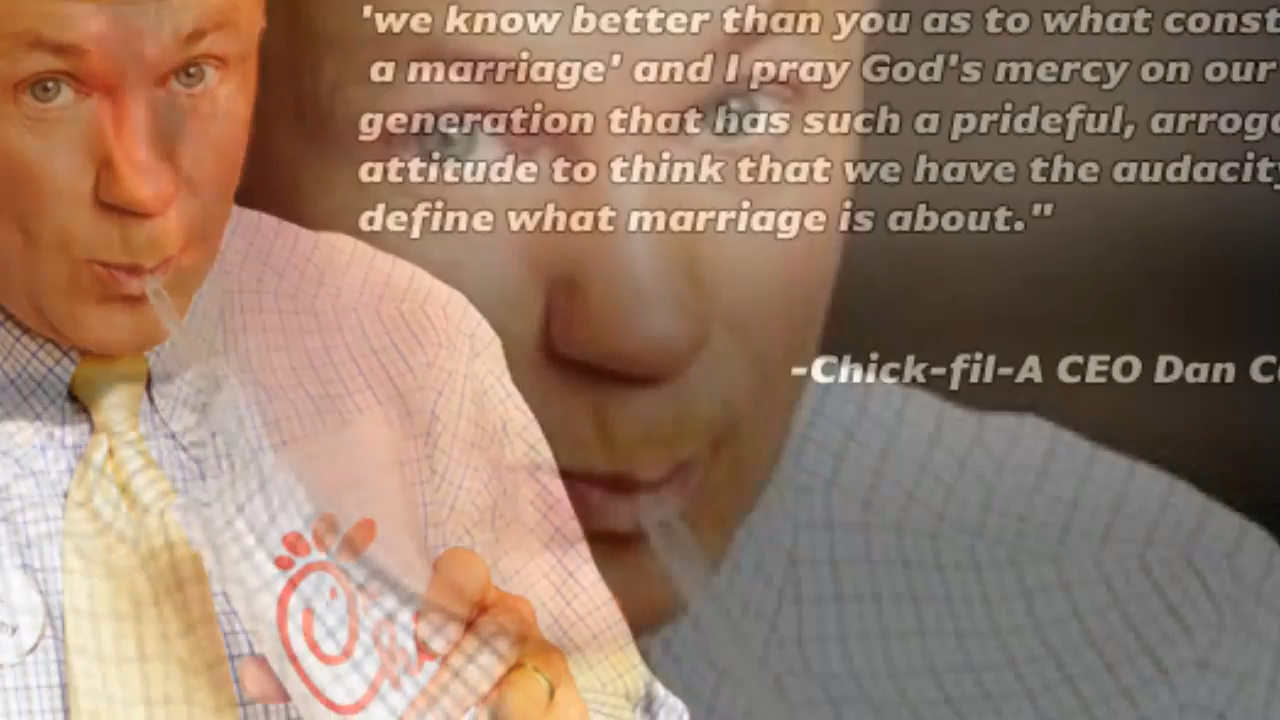 'we know better than you as to what const
a marriage' and I pray God's mercy on our
generation that has such a prideful, arroga
attitude to think that we have the audacity
define what marriage is about."
-Chick-fil-A CEO Dan C